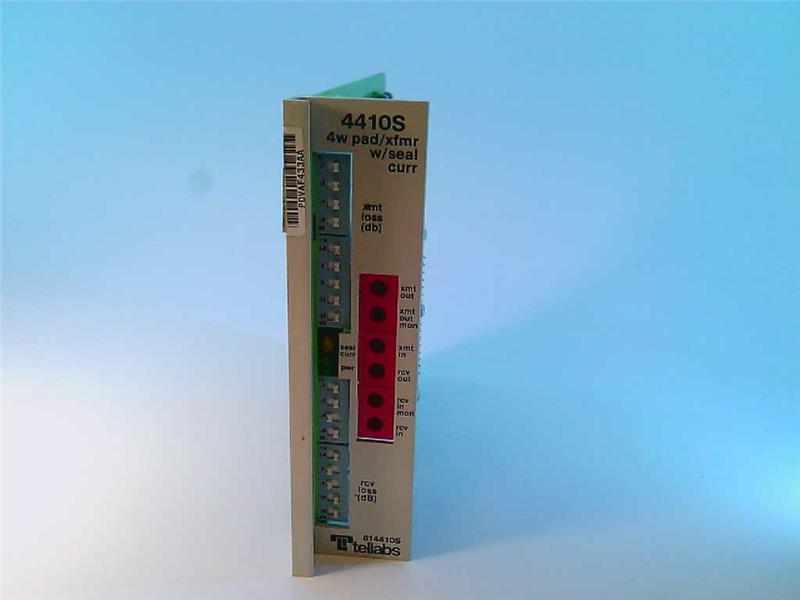 4410S
4w pad/xfmr
w/seal
curr
PDVAF433AA
xmt
loss
(db)
xmt
out
xmt
out
mon
xmt
in
seal
curr
pwr
rcv
out
rcv
in
mon
rcv
in
rcv
loss
(dB)
814410S
tellabs